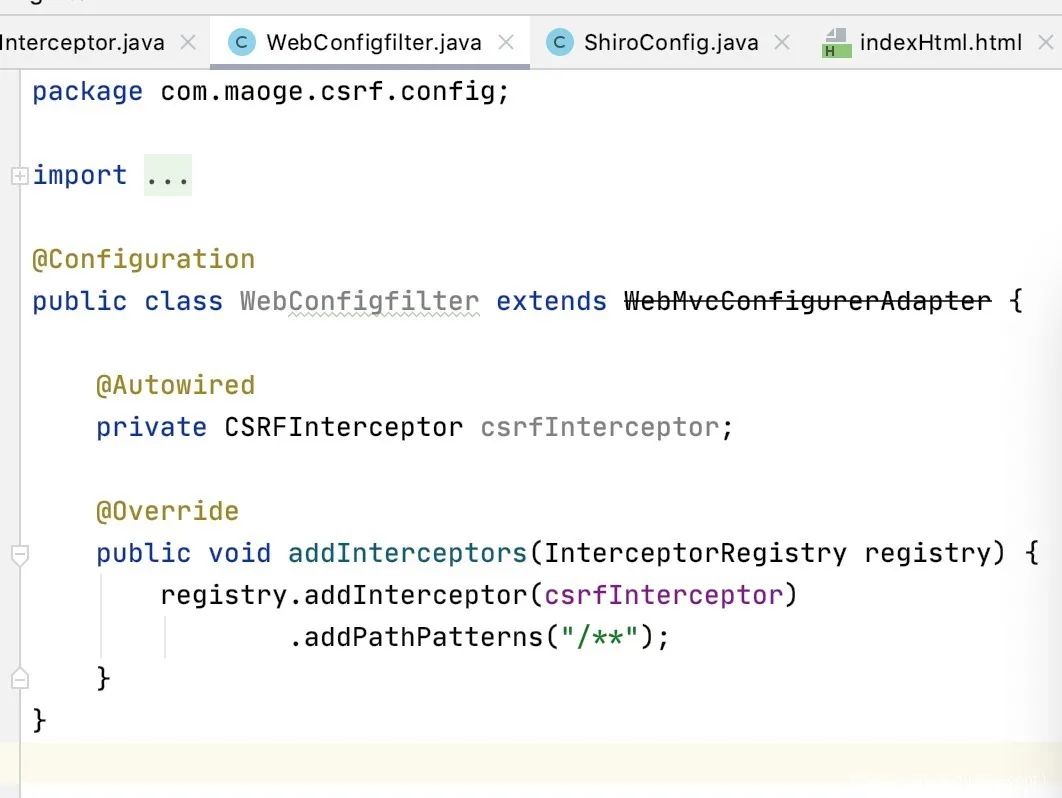 Interceptor.java WebConfigfilter.java ShiroConfig.java indexHtml.html
package com.maoge.csrf.config;
import ...
@Configuration
public class WebConfigfilter extends WebMvcConfigurerAdapter {
@Autowired
private CSRFInterceptor csrfInterceptor;
@Override
public void addInterceptors(InterceptorRegistry registry) {
registry.addInterceptor(csrfInterceptor)
.addPathPatterns("/**");
}
}